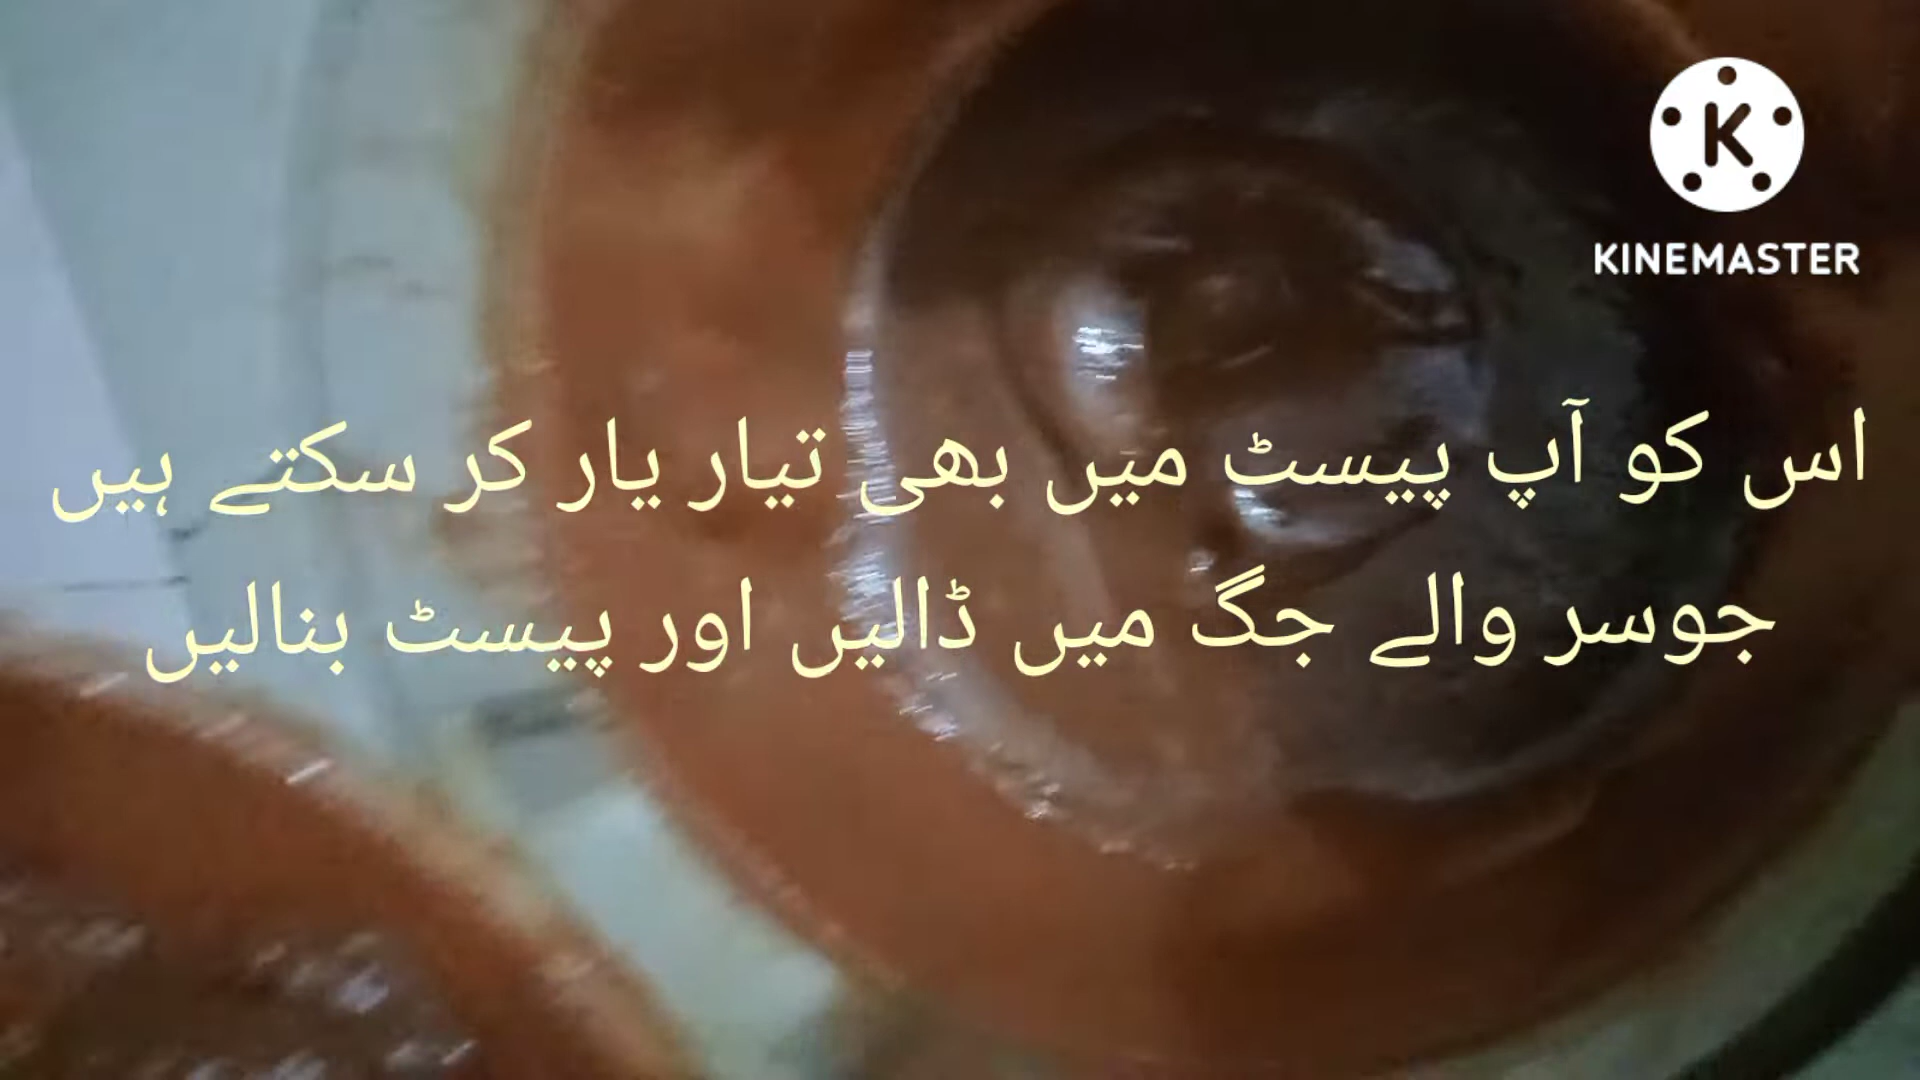 KINEMASTER
اس کو آپ پیسٹ میں بھی تیار یار کر سکتے ہیں
جوسر والے جگ میں ڈالیں اور پیسٹ بنالیں